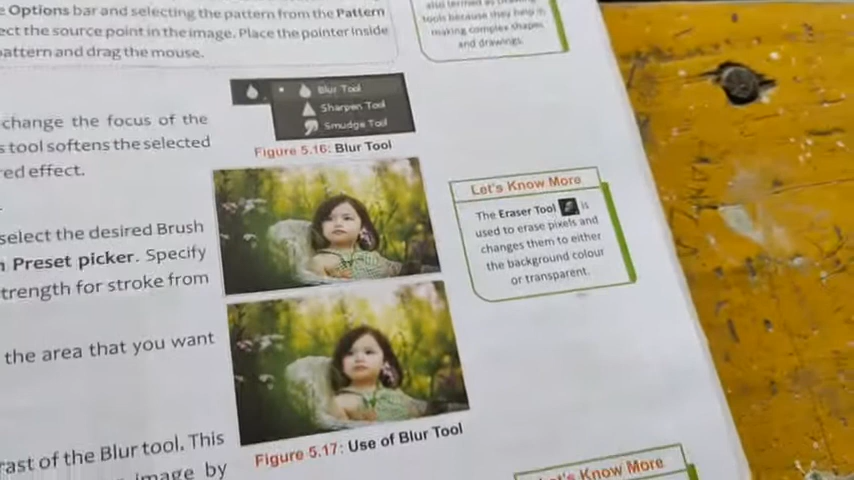 Options bar and selecting the pattern from the Pattern
ect the source point in the image. Place the pointer inside
pattern and drag the mouse.
also termed as
tools because they help in
making complex shapes
and drawings.
Blur Tool
Sharpen Tool
Smudge Tool
Figure 5.16: Blur Tool
change the focus of the
s tool softens the selected
red effect.
select the desired Brush
Preset picker. Specify
trength for stroke from
the area that you want
Let's Know More
The Eraser Tool is
used to erase pixels and
changes them to either
the background colour
or transparent.
Figure 5.17: Use of Blur Tool
rast of the Blur tool. This
image by
Let's Know More